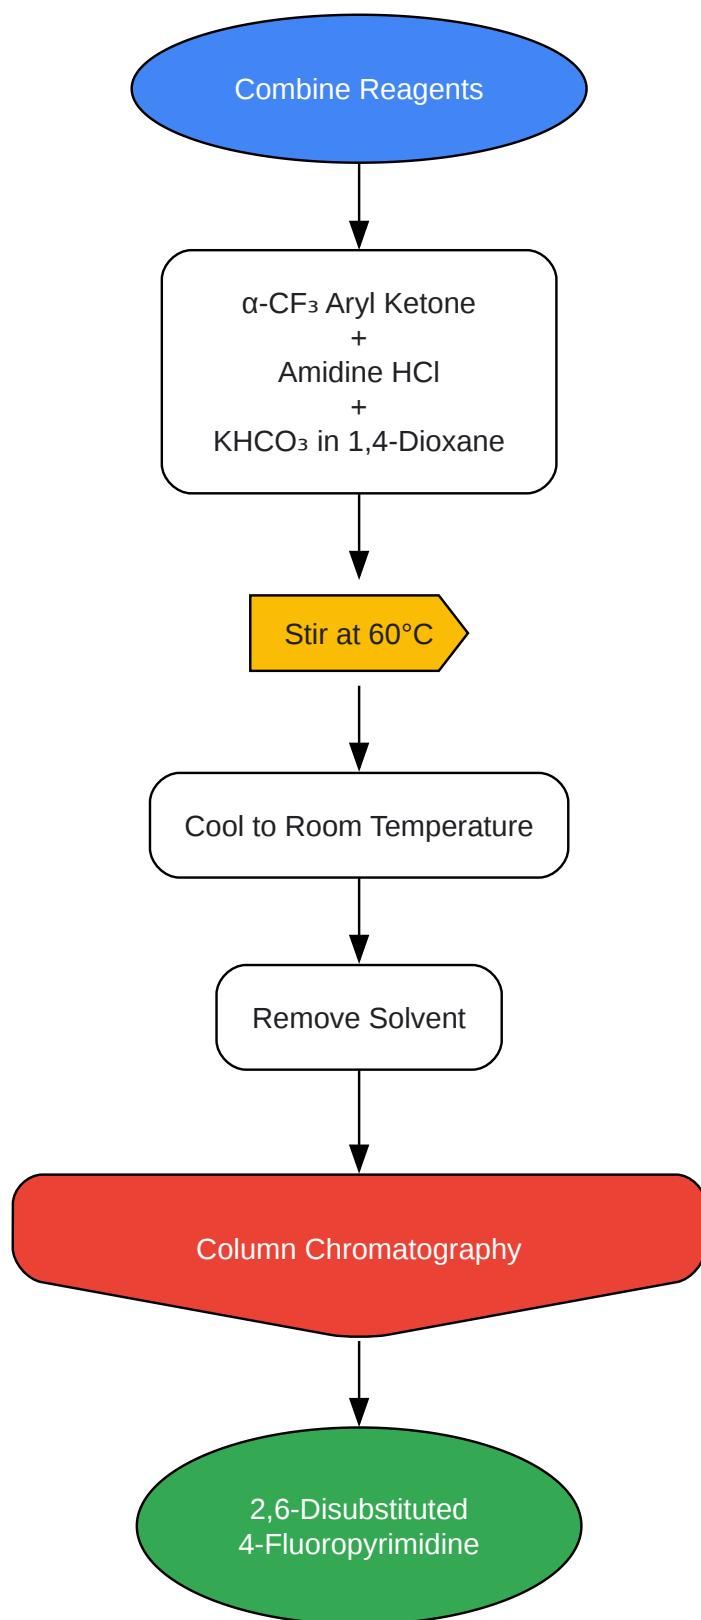 Combine Reagents
α-CF₃ Aryl Ketone
+
Amidine HCl
+
KHCO₃ in 1,4-Dioxane
Stir at 60°C
Cool to Room Temperature
Remove Solvent
Column Chromatography
2,6-Disubstituted
4-Fluoropyrimidine